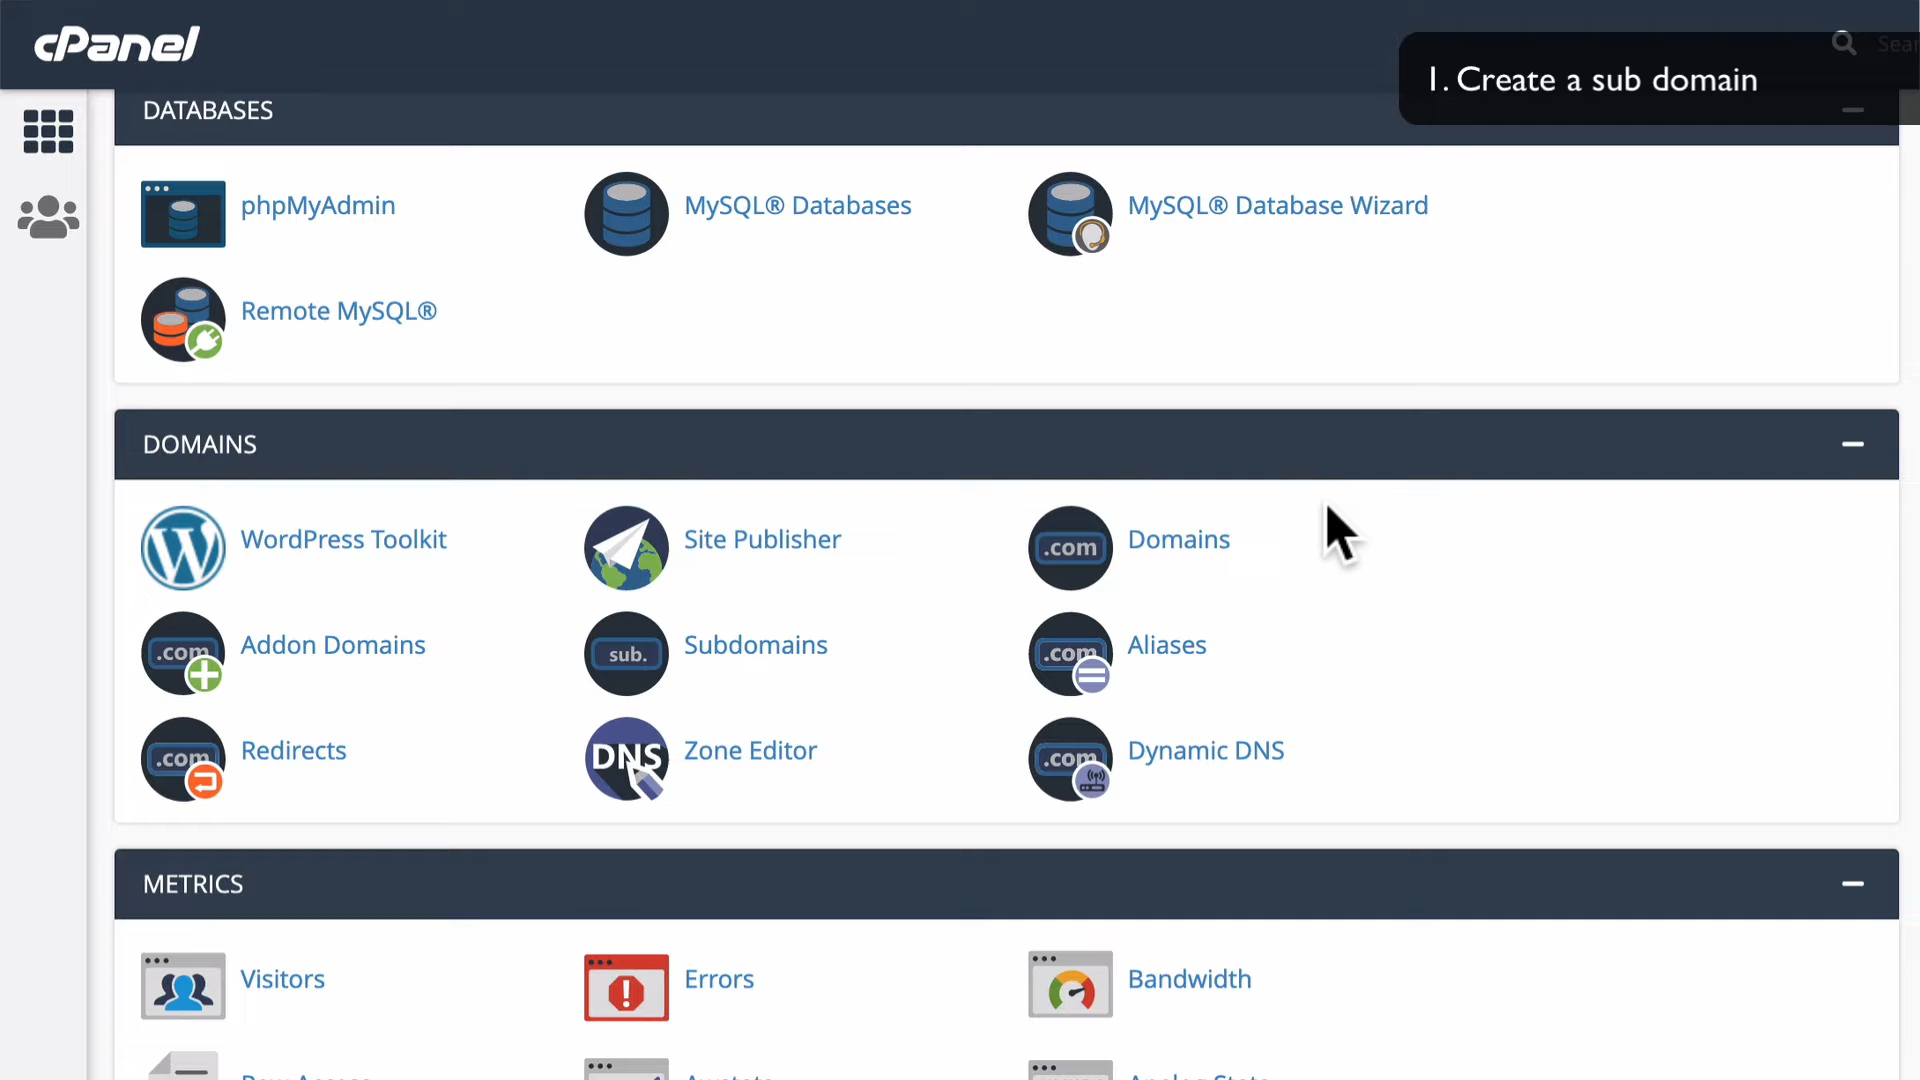 cPanel
Sear
1. Create a sub domain
DATABASES
phpMyAdmin
MySQL® Databases
MySQL® Database Wizard
Remote MySQL®
DOMAINS
WordPress Toolkit
Site Publisher
.com
Domains
.com
Addon Domains
sub.
Subdomains
.com
Aliases
.com
Redirects
DNS
Zone Editor
.com
Dynamic DNS
METRICS
Visitors
Errors
Bandwidth